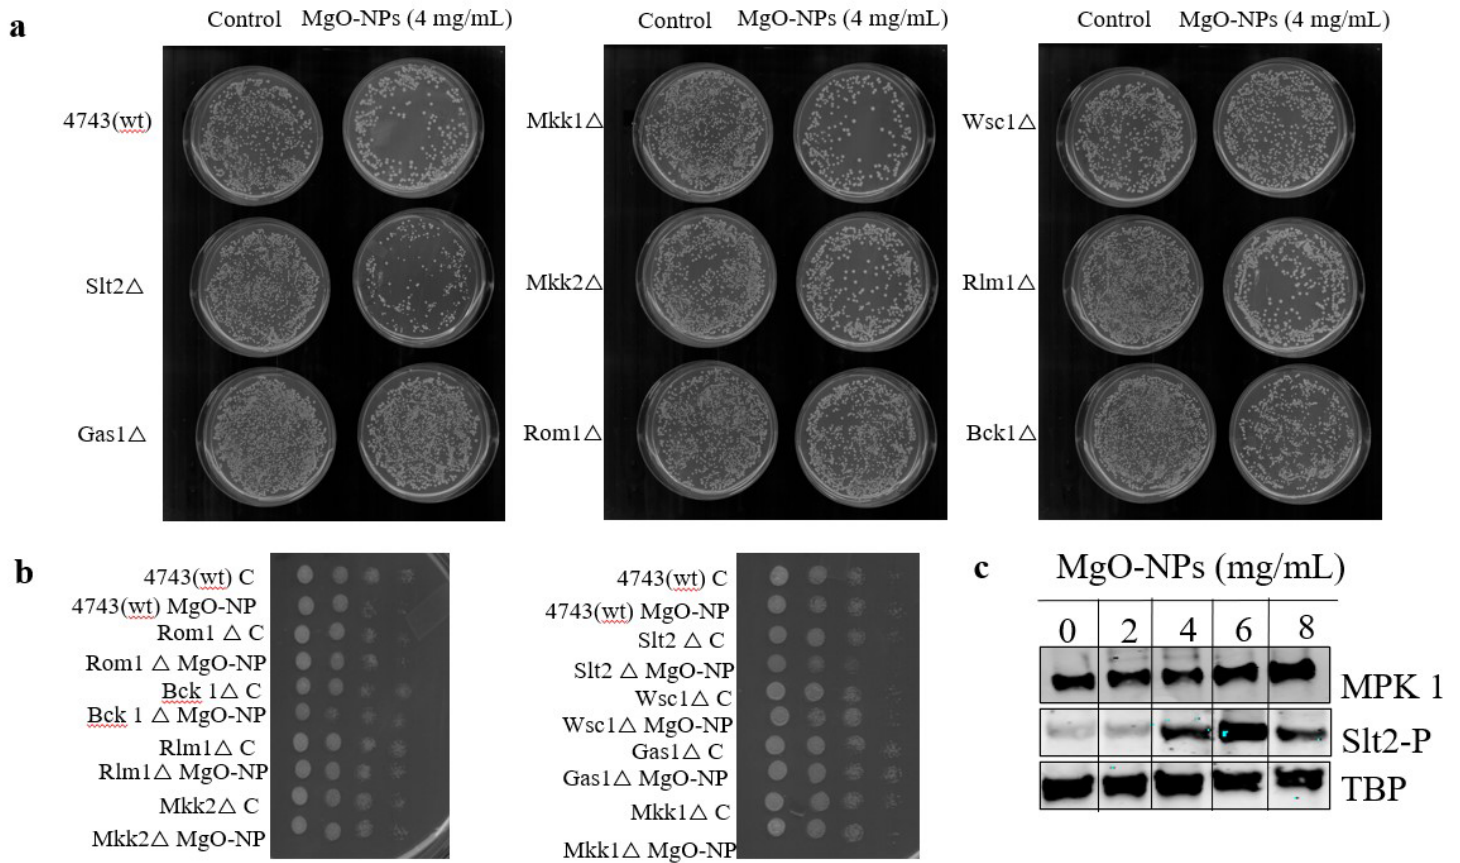 a
Control MgO-NPs (4 mg/mL)
Control MgO-NPs (4 mg/mL)
Control MgO-NPs (4 mg/mL)
4743(wt)
Slt2△
Gas1△
Mkk1△
Mkk2△
Rom1△
Wsc1△
Rlm1△
Bck1△
b
4743(wt) C
4743(wt) MgO-NP
Rom1 △ C
Rom1 △ MgO-NP
Bck 1△ C
Bck 1 △ MgO-NP
Rlm1△ C
Rlm1△ MgO-NP
Mkk2△ C
Mkk2△ MgO-NP
4743(wt) C
4743(wt) MgO-NP
Slt2 △ C
Slt2 △ MgO-NP
Wsc1△ C
Wsc1△ MgO-NP
Gas1△ C
Gas1△ MgO-NP
Mkk1△ C
Mkk1△ MgO-NP
c
MgO-NPs (mg/mL)
0 2 4 6 8
MPK 1
Slt2-P
TBP